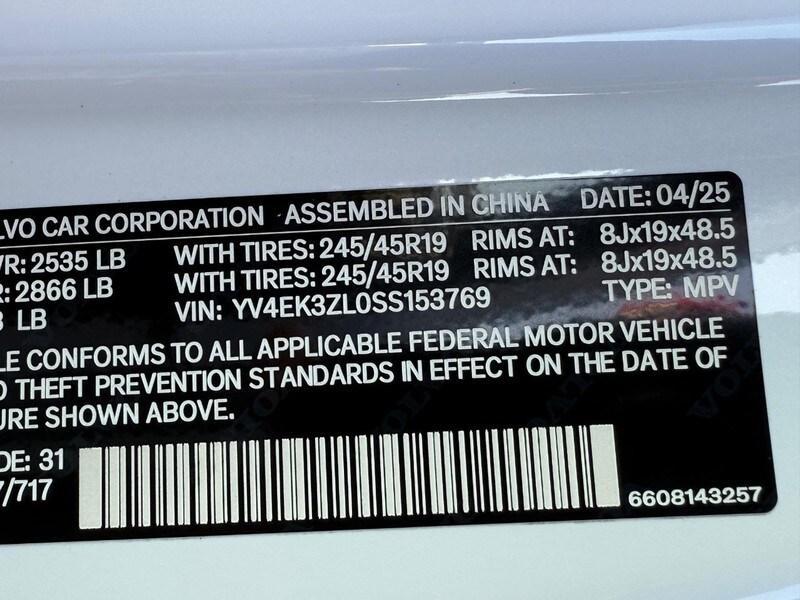 LVO CAR CORPORATION ASSEMBLED IN CHINA DATE: 04/25
VR: 2535 LB WITH TIRES: 245/45R19 RIMS AT: 8Jx19x48.5
R: 2866 LB WITH TIRES: 245/45R19 RIMS AT: 8Jx19x48.5
LB VIN: YV4EK3ZL0SS153769 TYPE: MPV
LE CONFORMS TO ALL APPLICABLE FEDERAL MOTOR VEHICLE
D THEFT PREVENTION STANDARDS IN EFFECT ON THE DATE OF
URE SHOWN ABOVE.
DE: 31
7/717
6608143257